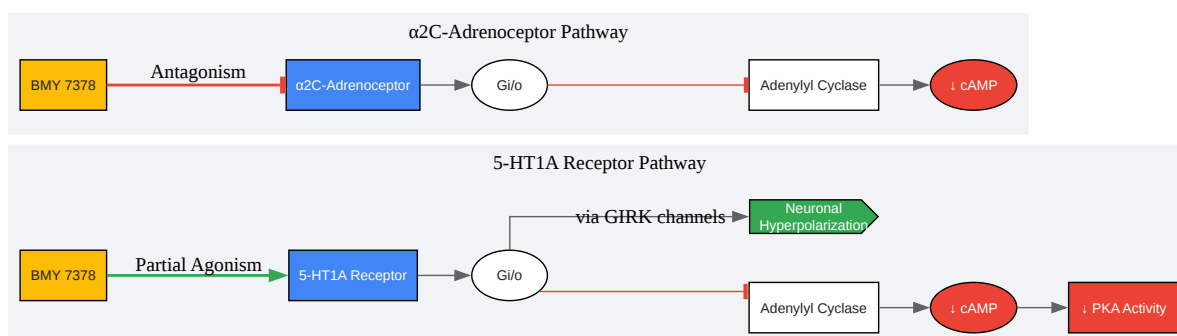 α2C-Adrenoceptor Pathway
BMY 7378
Antagonism
α2C-Adrenoceptor
Gi/o
Adenylyl Cyclase
↓ cAMP
5-HT1A Receptor Pathway
via GIRK channels
Neuronal
Hyperpolarization
BMY 7378
Partial Agonism
5-HT1A Receptor
Gi/o
Adenylyl Cyclase
↓ cAMP
↓ PKA Activity